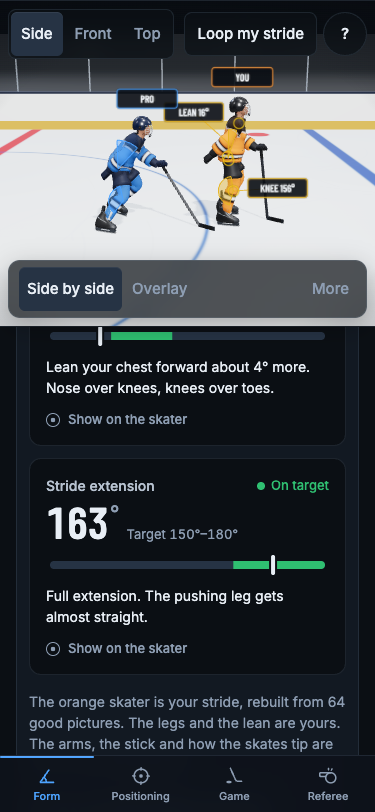 Side Front Top Loop my stride ?
YOU
PRO
LEAN 16°
KNEE 156°
Side by side Overlay More
Lean your chest forward about 4° more.
Nose over knees, knees over toes.
Show on the skater
Stride extension On target
163° Target 150°–180°
Full extension. The pushing leg gets
almost straight.
Show on the skater
The orange skater is your stride, rebuilt from 64
good pictures. The legs and the lean are yours.
The arms, the stick and how the skates tip are
Form Positioning Game Referee